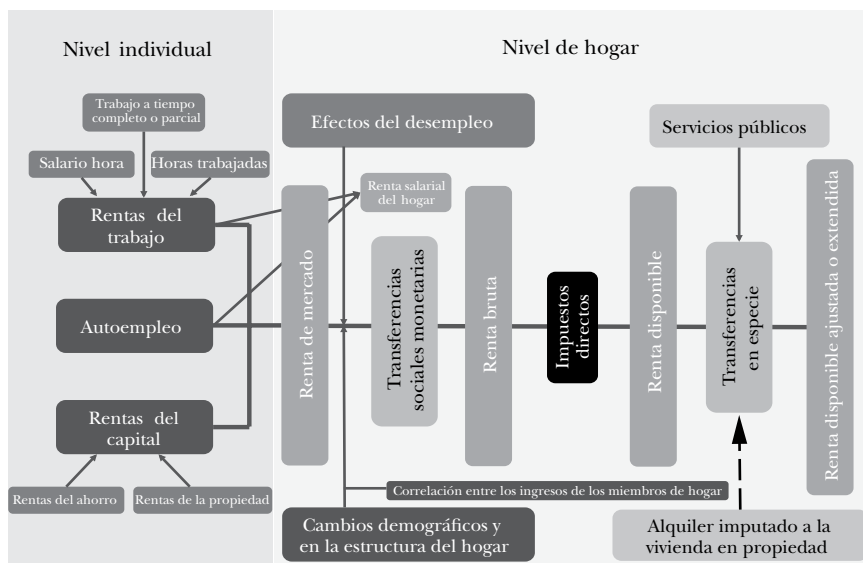 Nivel individual
Nivel de hogar
Trabajo a tiempo
completo o parcial
Salario hora
Horas trabajadas
Rentas del
trabajo
Autoempleo
Rentas del
capital
Rentas del ahorro
Rentas de la propiedad
Efectos del desempleo
Renta salarial
del hogar
Renta de mercado
Transferencias
sociales monetarias
Renta bruta
Impuestos
directos
Renta disponible
Servicios públicos
Transferencias
en especie
Renta disponible ajustada o extendida
Correlación entre los ingresos de los miembros de hogar
Cambios demográficos y
en la estructura del hogar
Alquiler imputado a la
vivienda en propiedad